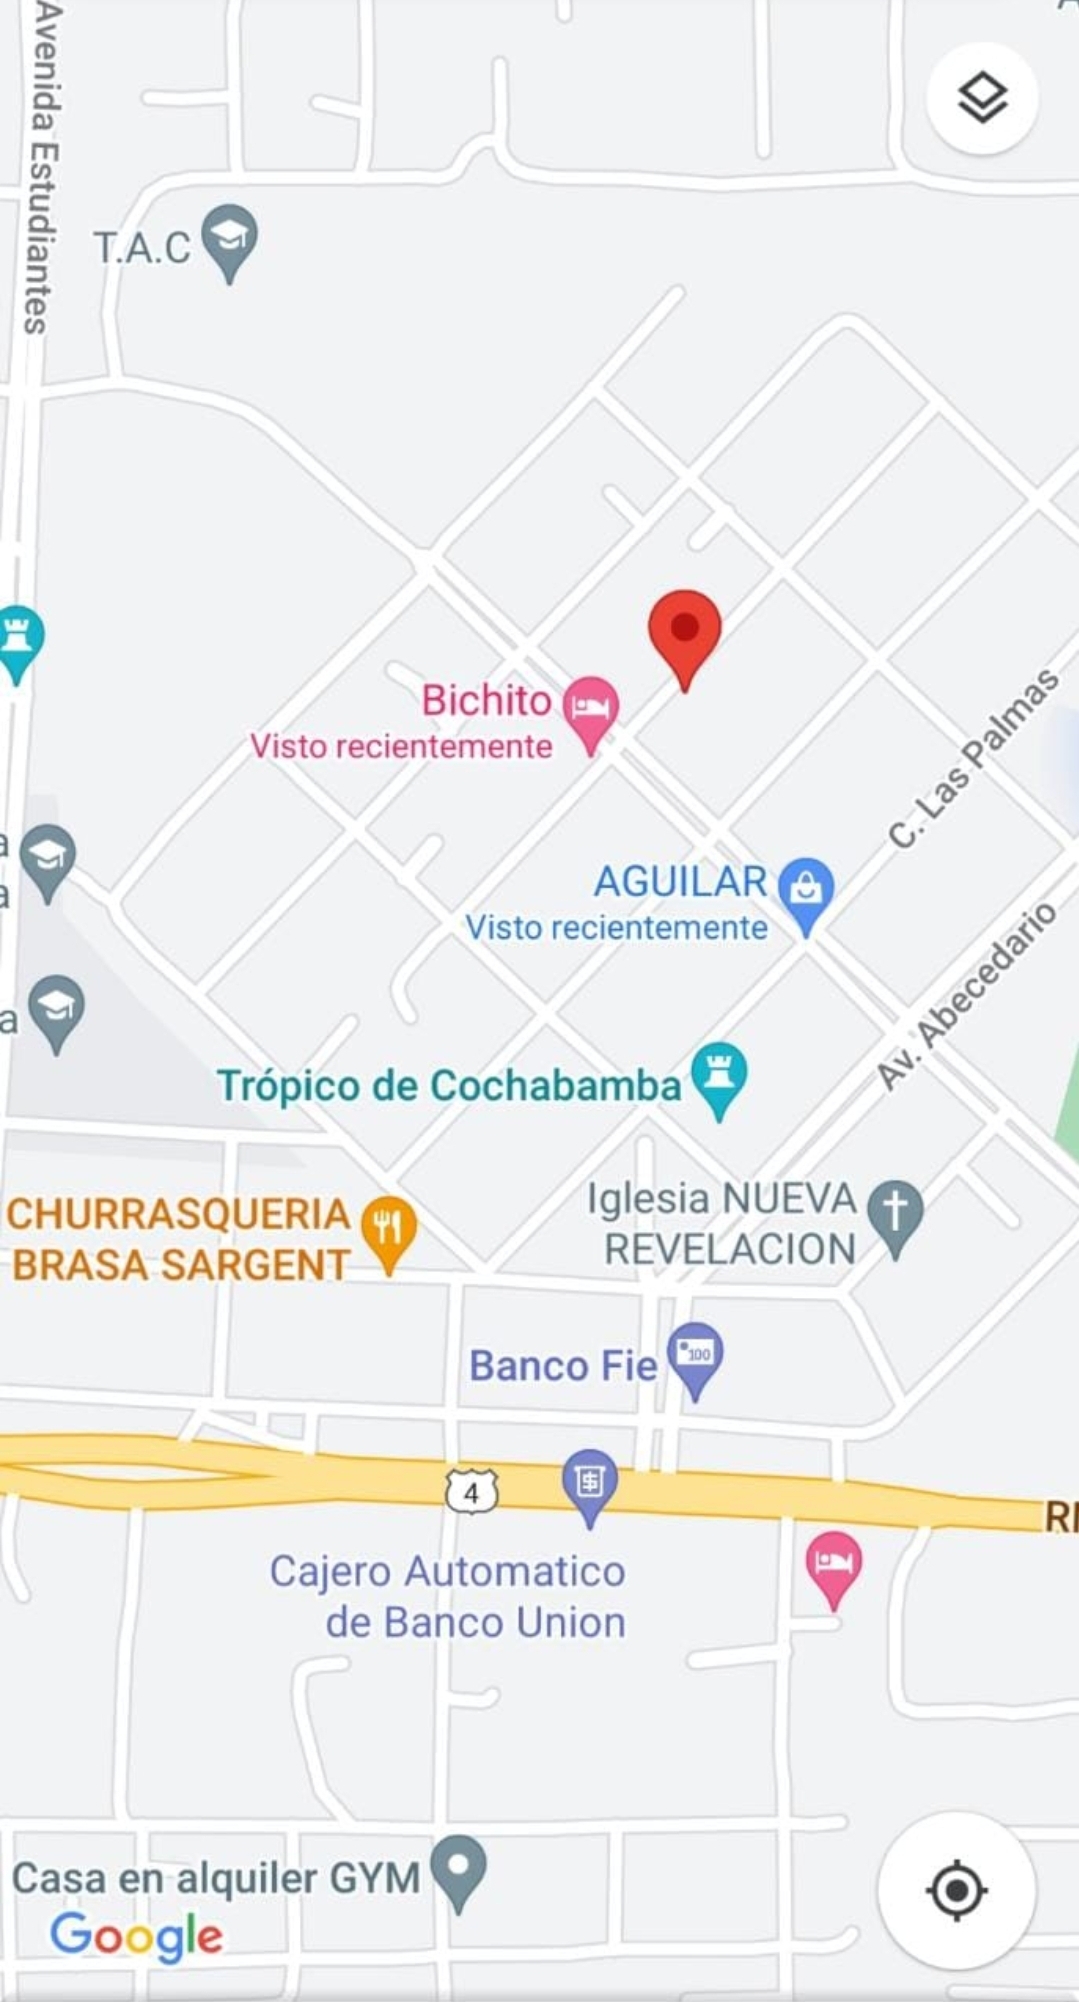 Avenida Estudiantes
T.A.C
Bichito
Visto recientemente
C. Las Palmas
a
a
AGUILAR
Visto recientemente
Av. Abecedario
a
Trópico de Cochabamba
CHURRASQUERIA
BRASA SARGENT
Iglesia NUEVA
REVELACION
100
Banco Fie
$
4
Cajero Automatico
de Banco Union
Casa en alquiler GYM
Google